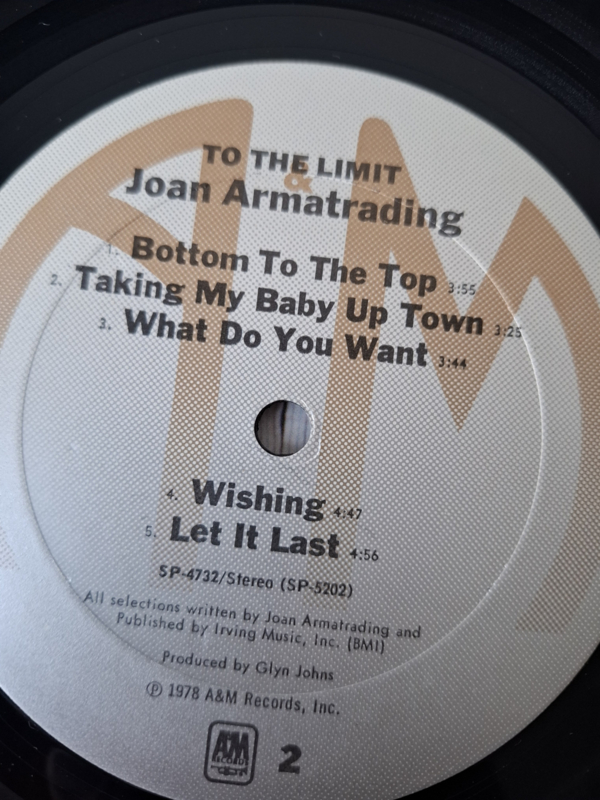 TO THE LIMIT
&
Joan Armatrading
1. Bottom To The Top 3:55
2. Taking My Baby Up Town 3:25
3. What Do You Want 3:44
4. Wishing 4:47
5. Let It Last 4:56
SP-4732/Stereo (SP-5202)
All selections written by Joan Armatrading and
Published by Irving Music, Inc. (BMI)
Produced by Glyn Johns
℗ 1978 A&M Records, Inc.
A&M RECORDS 2